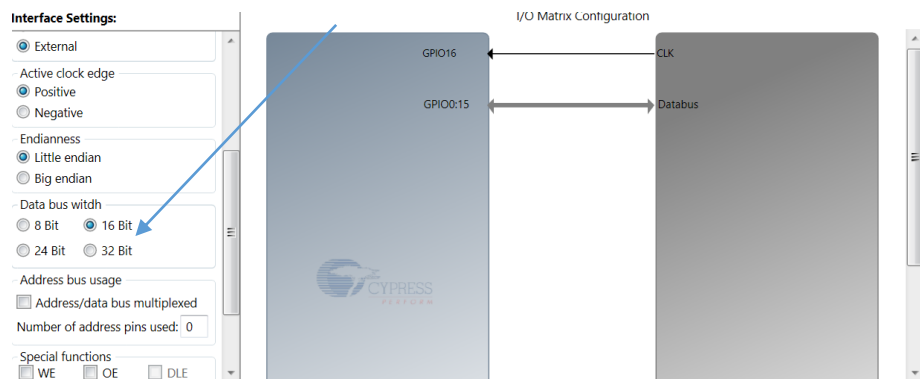 Interface Settings:
External
Active clock edge
Positive
Negative
Endianness
Little endian
Big endian
Data bus witdh
8 Bit 16 Bit
24 Bit 32 Bit
Address bus usage
Address/data bus multiplexed
Number of address pins used: 0
Special functions
WE OE DLE
I/O Matrix Configuration
GPIO16 CLK
GPIO0:15 Databus
CYPRESS
PERFORM